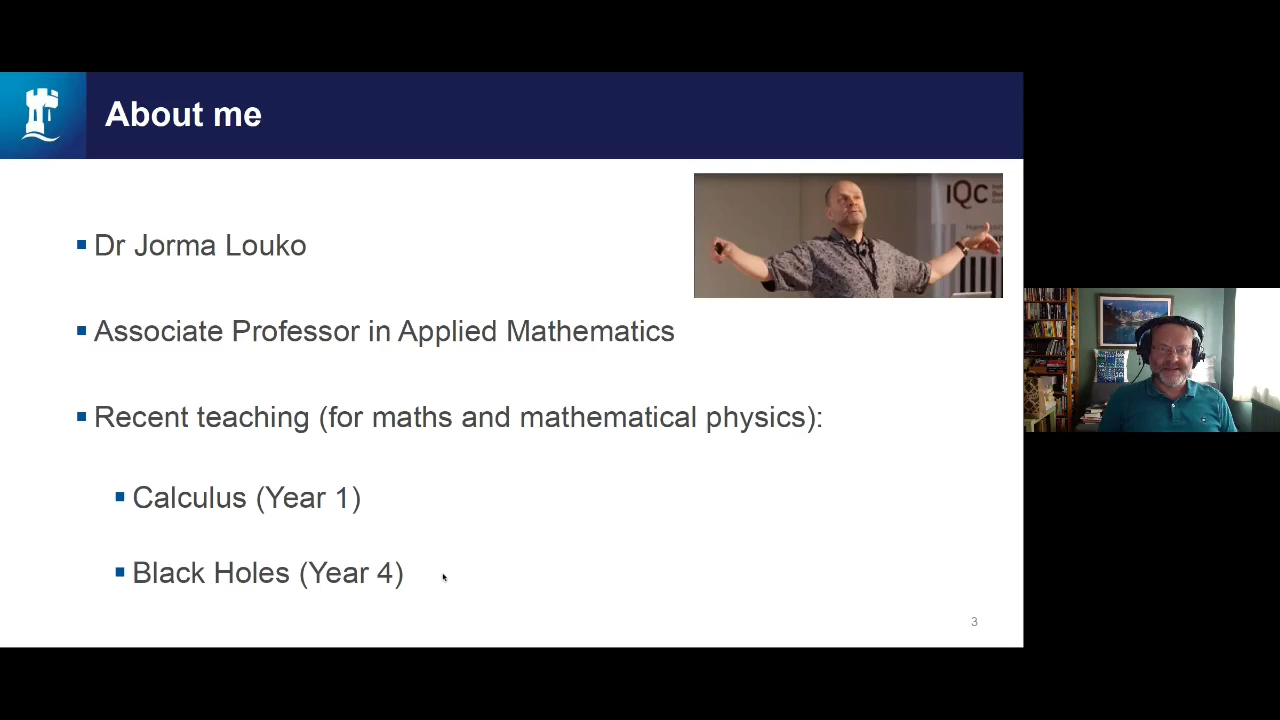 About me
IQC
Dr Jorma Louko
Associate Professor in Applied Mathematics
Recent teaching (for maths and mathematical physics):
Calculus (Year 1)
Black Holes (Year 4)
3